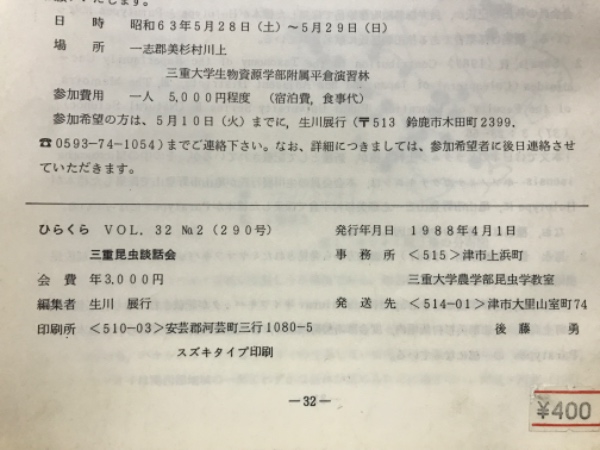 願いいたします。
日　時　昭和63年5月28日(土)～5月29日(日)
場　所　一志郡美杉村川上
三重大学生物資源学部附属平倉演習林
参加費用　一人　5,000円程度　(宿泊費,食事代)
参加希望の方は、5月10日(火)までに,生川展行(〒513　鈴鹿市木田町2399.
☎0593-74-1054)までご連絡下さい。なお、詳細につきましては、参加希望者に後日連絡させ
ていただきます。
ひらくら　VOL. 32 №2 (290号)　発行年月日　1988年4月1日
三重昆虫談話会　事務所　<515>津市上浜町
会　費　年3,000円　三重大学農学部昆虫学教室
編集者　生川　展行　発送先　<514-01>津市大里山室町74
印刷所　<510-03>安芸郡河芸町三行1080-5　後藤　勇
スズキタイプ印刷
—32—
¥400